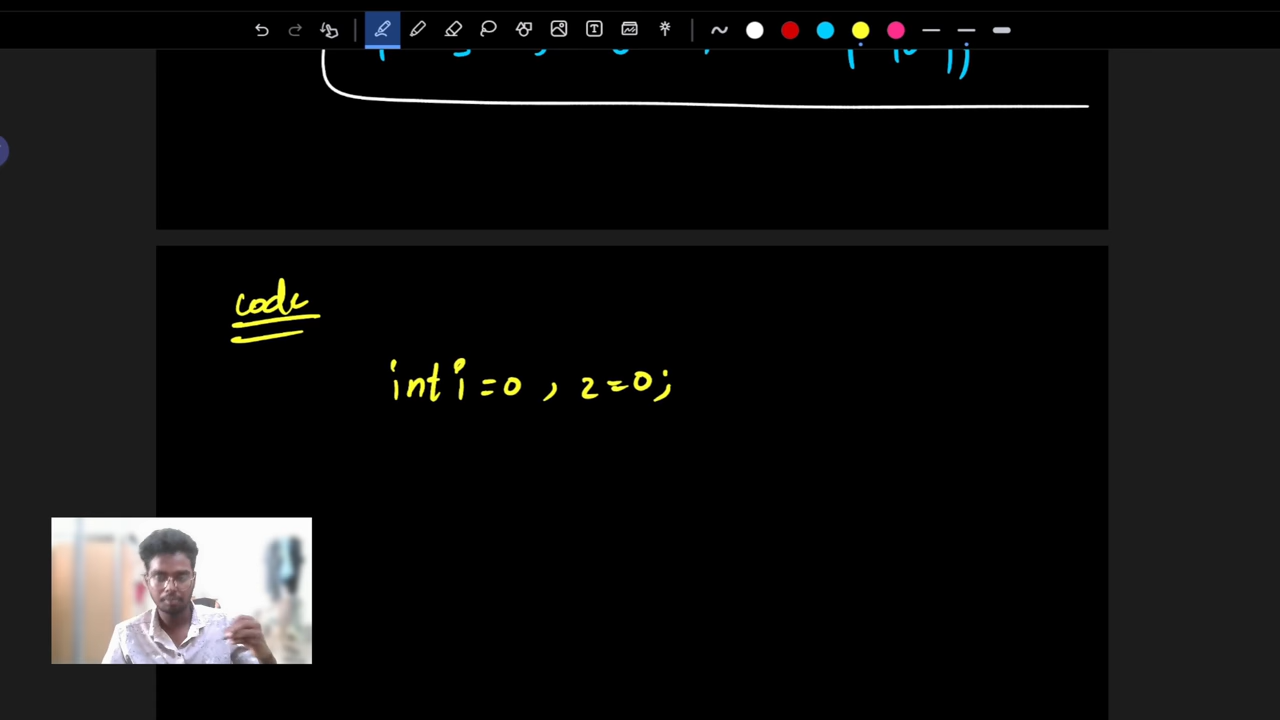 code
int i = 0 , z = 0 ;